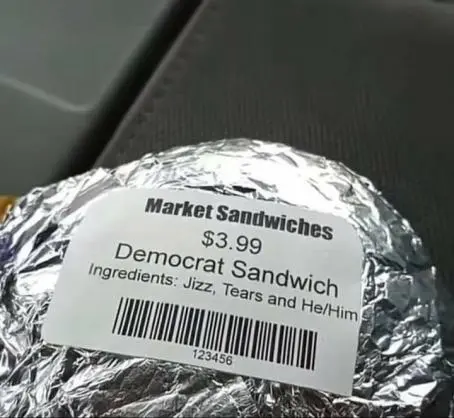 Market Sandwiches
$3.99
Democrat Sandwich
Ingredients: Jizz, Tears and He/Him
123456